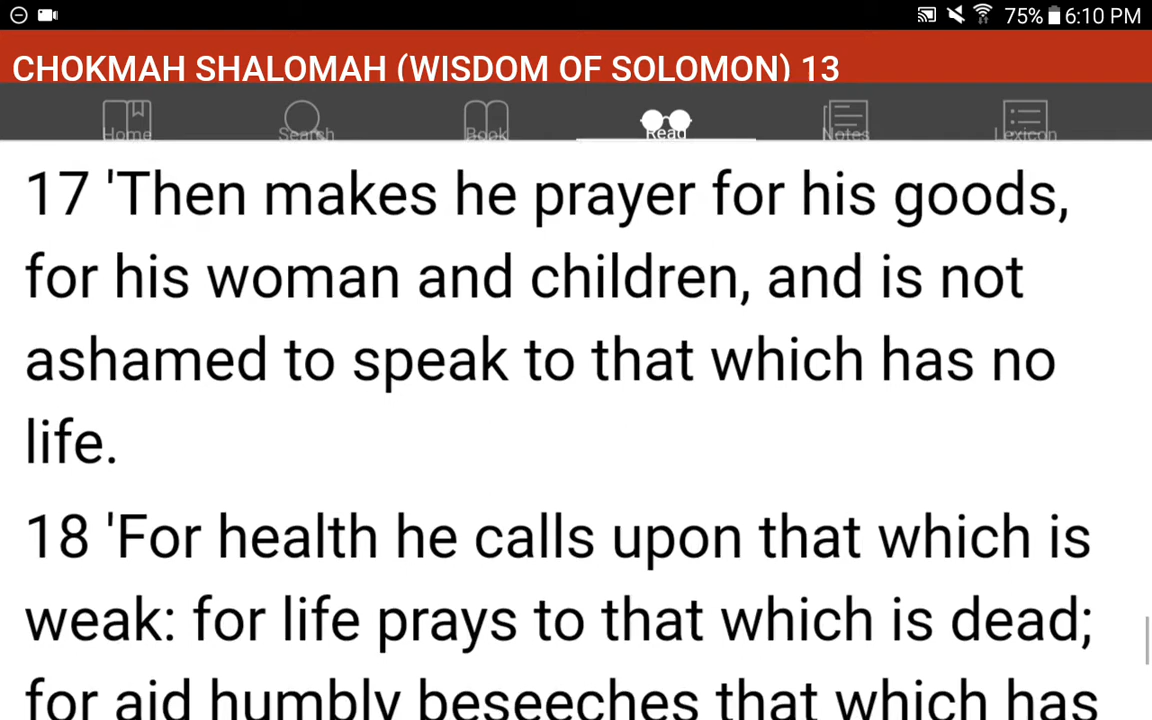 75% 6:10 PM
CHOKMAH SHALOMAH (WISDOM OF SOLOMON) 13
Home Search Book Read Notes Lexicon
17 'Then makes he prayer for his goods,
for his woman and children, and is not
ashamed to speak to that which has no
life.
18 'For health he calls upon that which is
weak: for life prays to that which is dead;
for aid humbly beseeches that which has